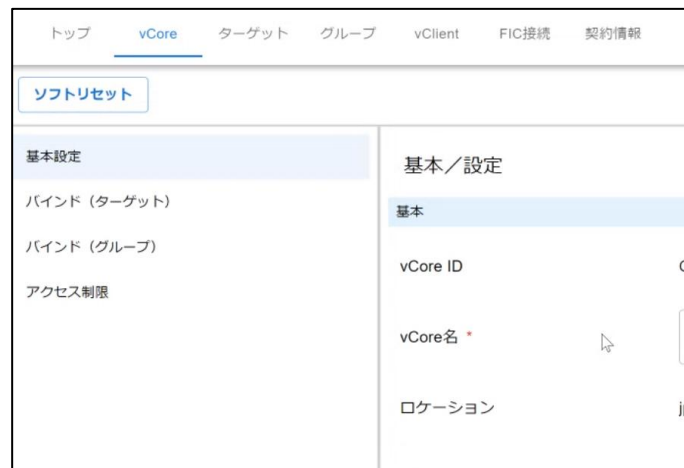 トップ vCore ターゲット グループ vClient FIC接続 契約情報
ソフトリセット
基本設定
バインド（ターゲット）
バインド（グループ）
アクセス制限
基本／設定
基本
vCore ID
vCore名 *
ロケーション